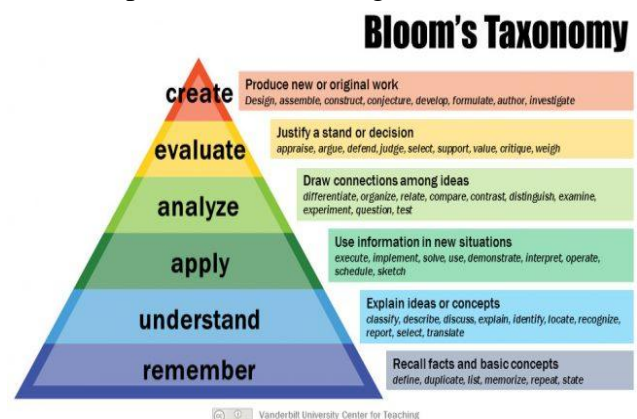 Bloom's Taxonomy
create
Produce new or original work
Design, assemble, construct, conjecture, develop, formulate, author, investigate
evaluate
Justify a stand or decision
appraise, argue, defend, judge, select, support, value, critique, weigh
analyze
Draw connections among ideas
differentiate, organize, relate, compare, contrast, distinguish, examine,
experiment, question, test
apply
Use information in new situations
execute, implement, solve, use, demonstrate, interpret, operate,
schedule, sketch
understand
Explain ideas or concepts
classify, describe, discuss, explain, identify, locate, recognize,
report, select, translate
remember
Recall facts and basic concepts
define, duplicate, list, memorize, repeat, state
Vanderbilt University Center for Teaching